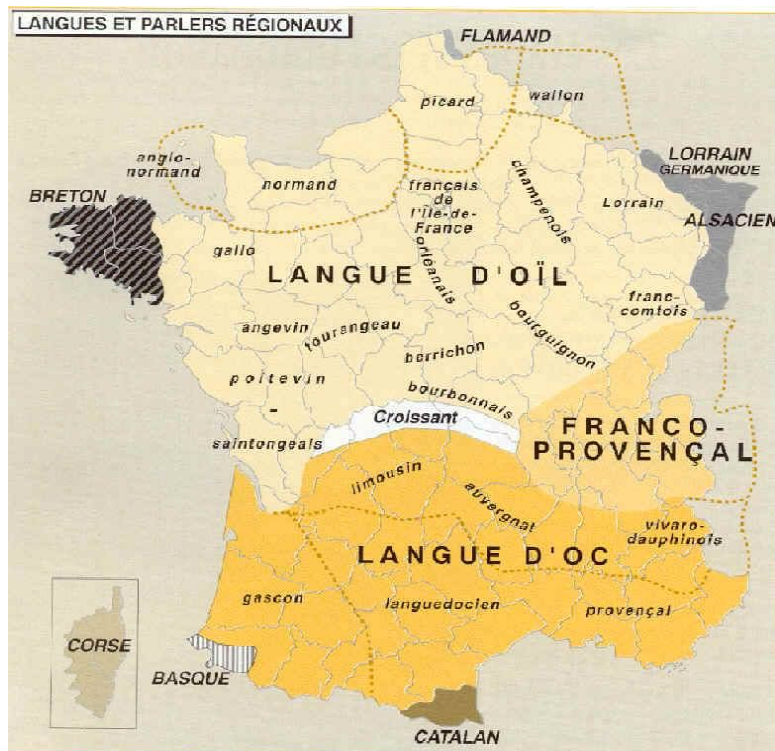 LANGUES ET PARLERS RÉGIONAUX
FLAMAND
picard
wallon
anglo-
normand
normand
LORRAIN
GERMANIQUE
BRETON
français
de
l'Île-de-
France
champenois
Lorrain
ALSACIEN
gallo
orléanais
LANGUE D'OÏL
franc-
comtois
angevin
tourangeau
berrichon
bourguignon
poitevin
-
saintongeais
bourbonnais
Croissant
FRANCO-
PROVENÇAL
limousin
auvergnat
vivaro-
dauphinois
LANGUE D'OC
gascon
languedocien
provençal
CORSE
BASQUE
CATALAN